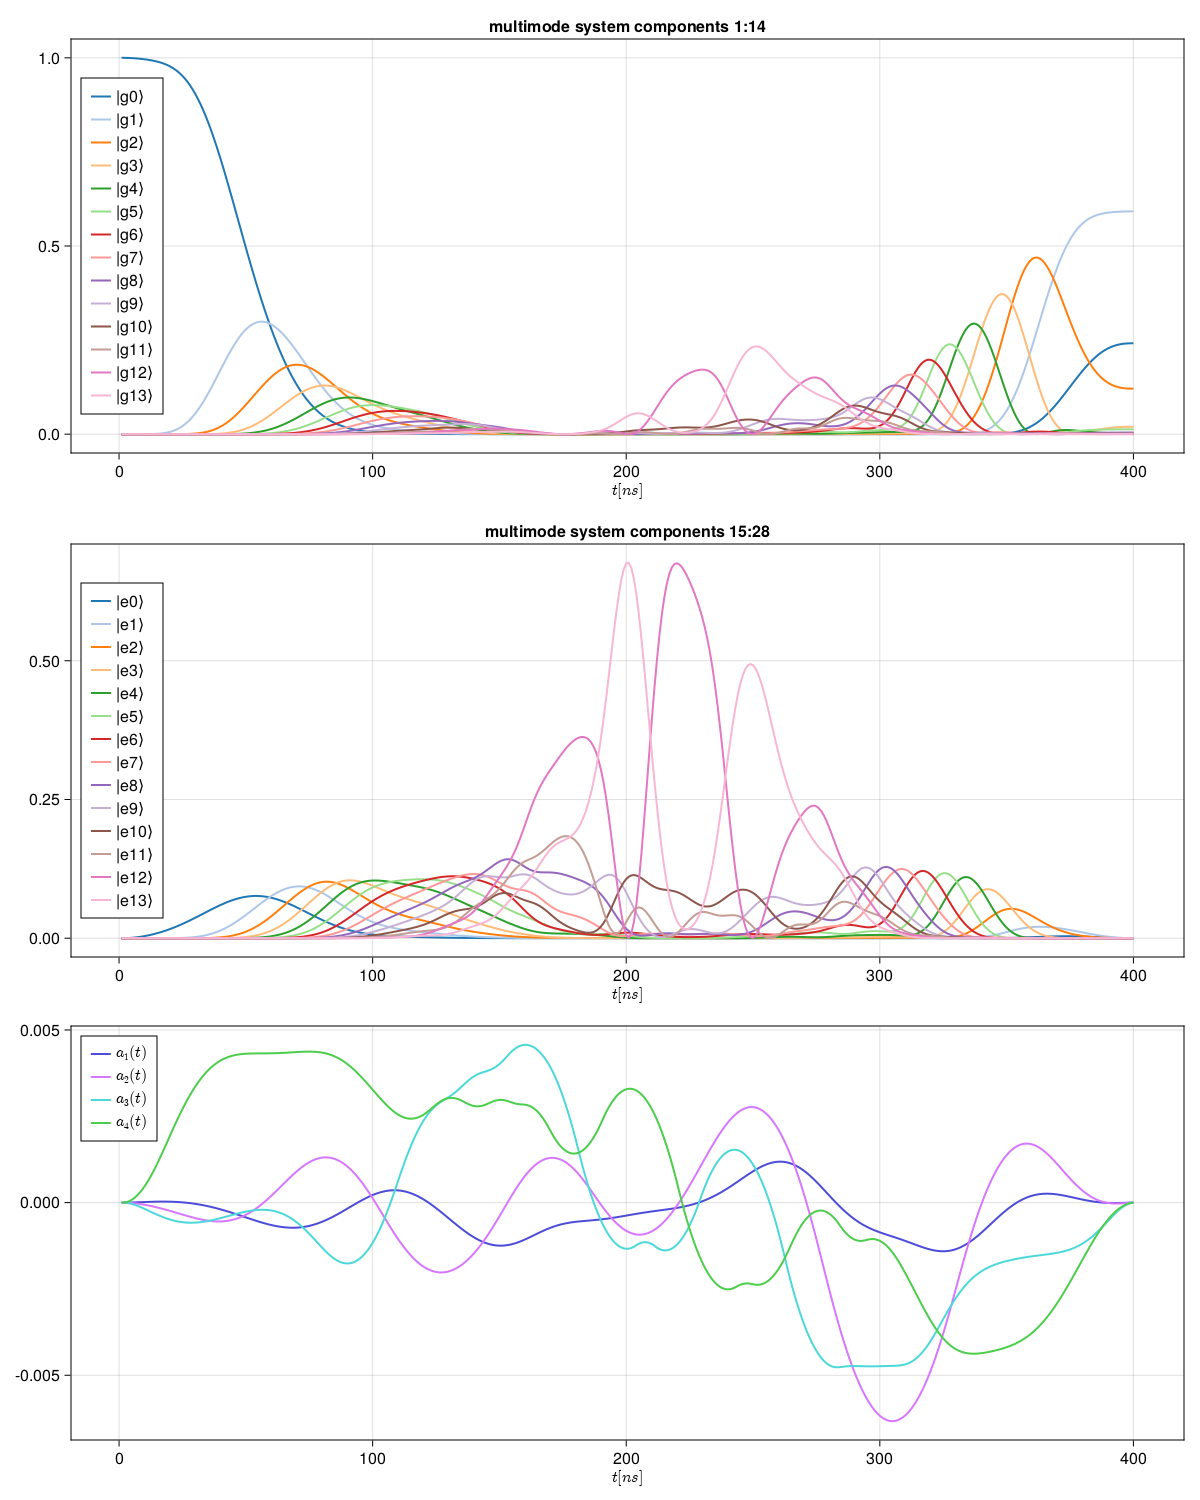 multimode system components 1:14
1.0
0.5
0.0
|g0⟩
|g1⟩
|g2⟩
|g3⟩
|g4⟩
|g5⟩
|g6⟩
|g7⟩
|g8⟩
|g9⟩
|g10⟩
|g11⟩
|g12⟩
|g13⟩
0 100 200 300 400
t[ns]
multimode system components 15:28
0.50
0.25
0.00
|e0⟩
|e1⟩
|e2⟩
|e3⟩
|e4⟩
|e5⟩
|e6⟩
|e7⟩
|e8⟩
|e9⟩
|e10⟩
|e11⟩
|e12⟩
|e13⟩
0 100 200 300 400
t[ns]
0.005
0.000
-0.005
a₁(t)
a₂(t)
a₃(t)
a₄(t)
0 100 200 300 400
t[ns]